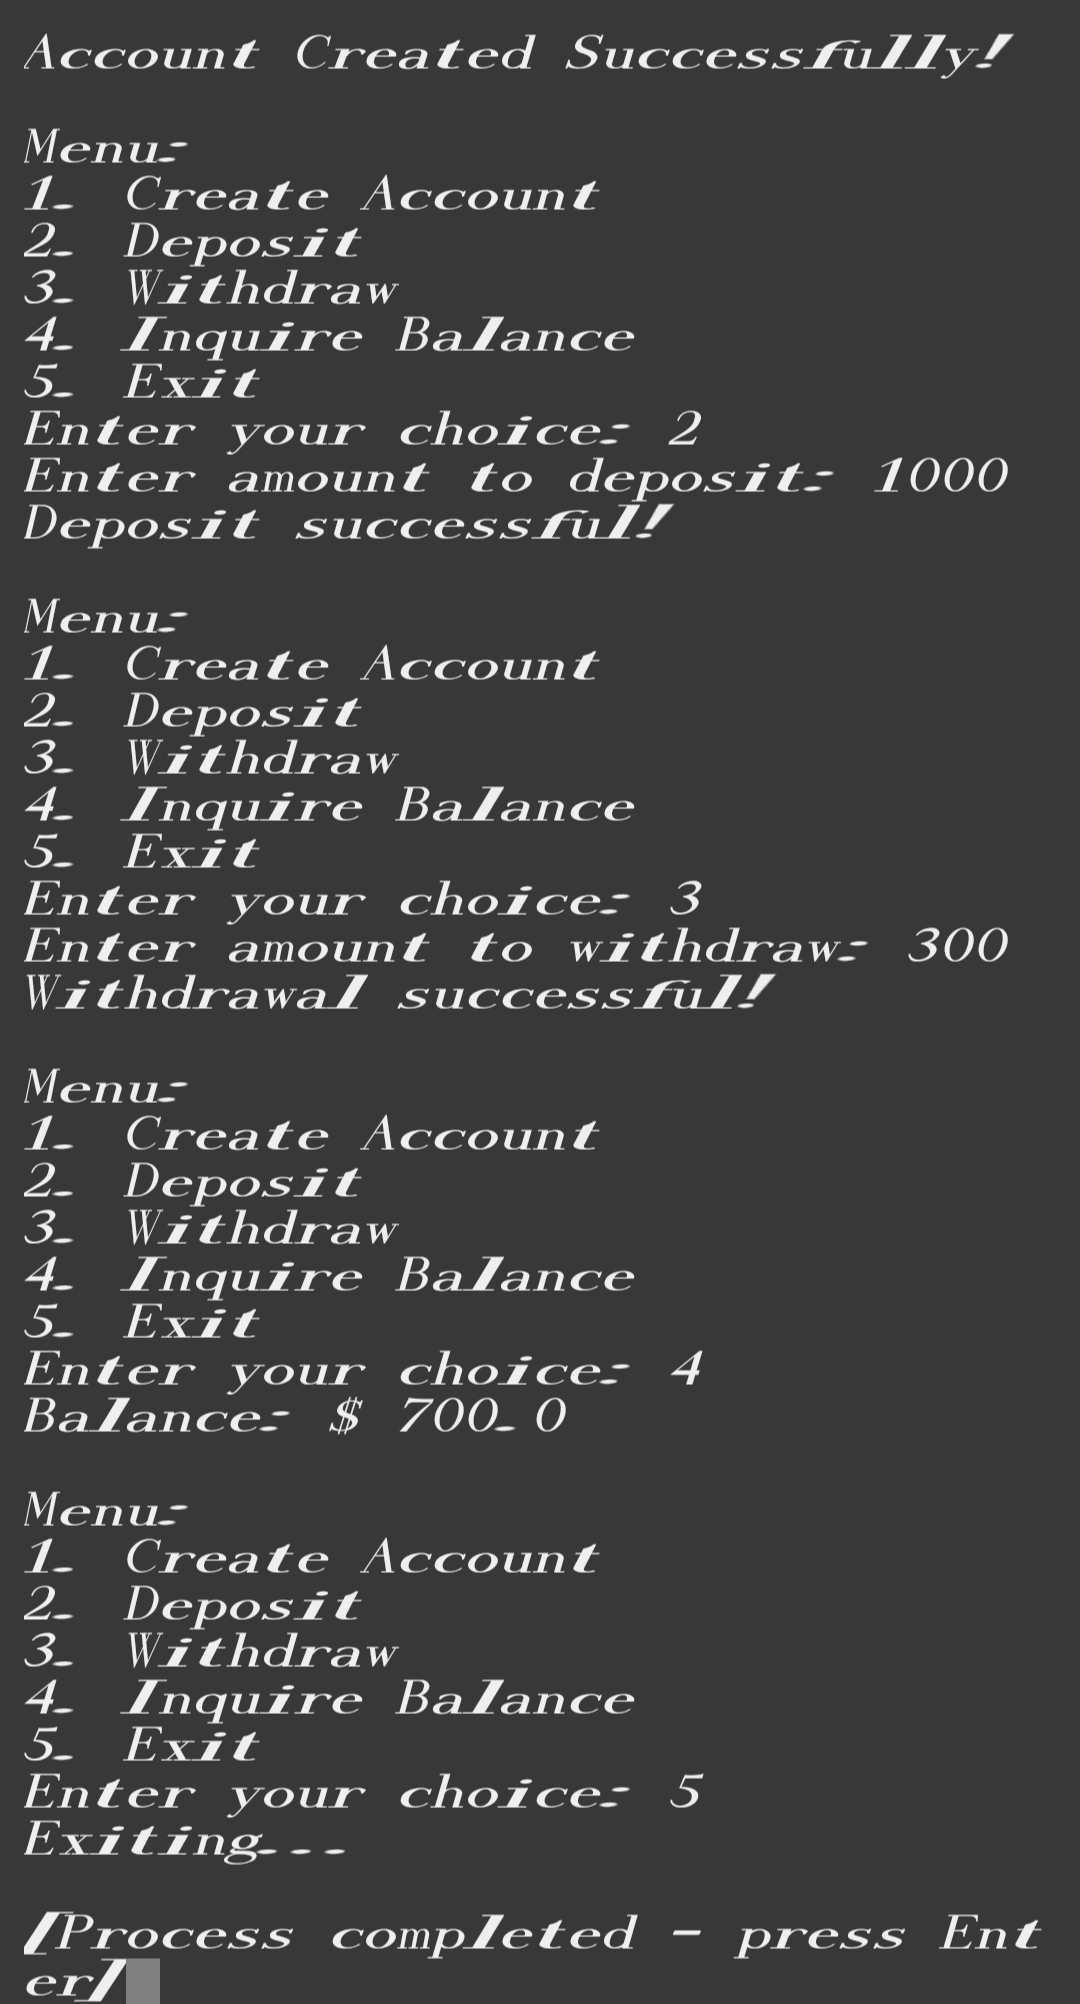 Account Created Successfully!
Menu:
1. Create Account
2. Deposit
3. Withdraw
4. Inquire Balance
5. Exit
Enter your choice: 2
Enter amount to deposit: 1000
Deposit successful!
Menu:
1. Create Account
2. Deposit
3. Withdraw
4. Inquire Balance
5. Exit
Enter your choice: 3
Enter amount to withdraw: 300
Withdrawal successful!
Menu:
1. Create Account
2. Deposit
3. Withdraw
4. Inquire Balance
5. Exit
Enter your choice: 4
Balance: $ 700.0
Menu:
1. Create Account
2. Deposit
3. Withdraw
4. Inquire Balance
5. Exit
Enter your choice: 5
Exiting...
[Process completed - press Ent
er]